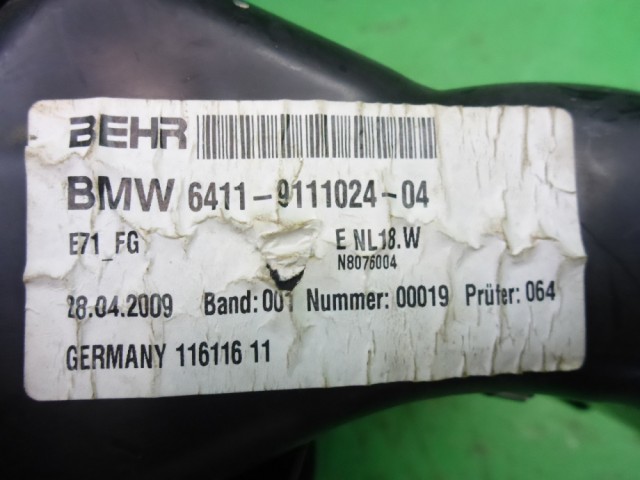 BEHR
BMW 6411-9111024-04
E71_FG E NL18.W
N8076004
28.04.2009 Band: 001 Nummer: 00019 Prüfer: 064
GERMANY 116116 11